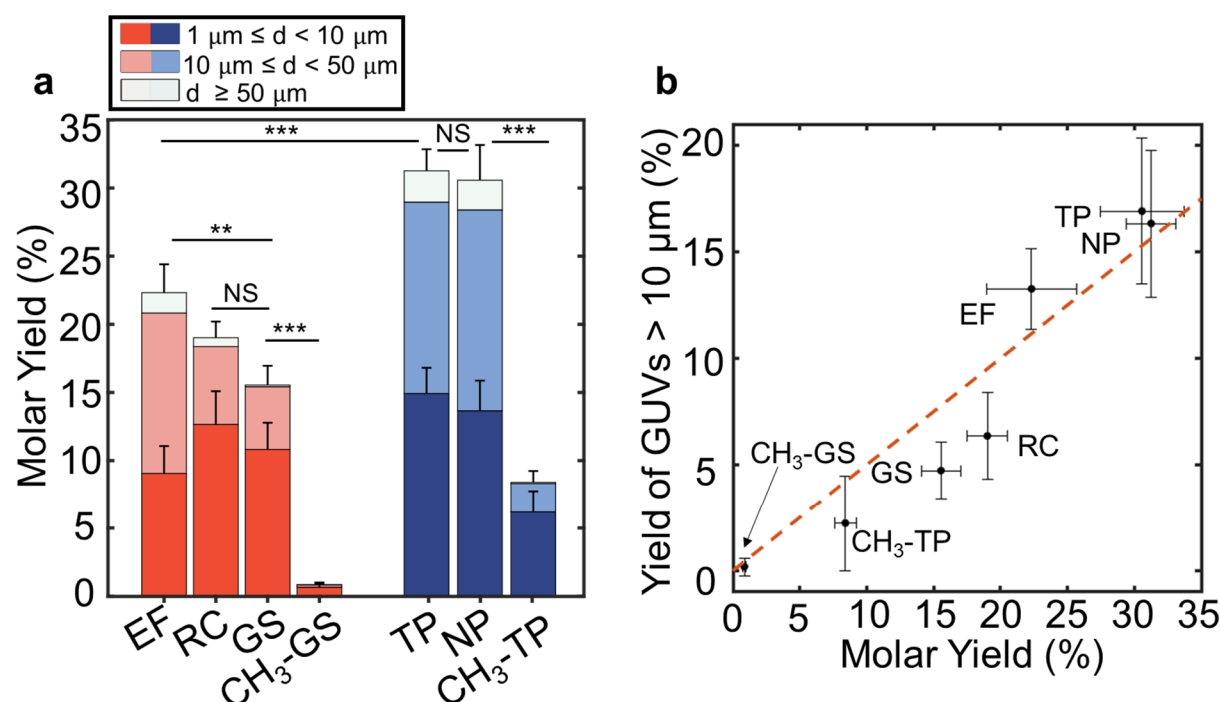 1 μm ≤ d < 10 μm
10 μm ≤ d < 50 μm
d ≥ 50 μm
a
Molar Yield (%)
35
30
25
20
15
10
5
0
***
NS
***
**
NS
***
EF
RC
GS
CH₃-GS
TP
NP
CH₃-TP
b
Yield of GUVs > 10 μm (%)
20
15
10
5
0
TP
NP
EF
RC
CH₃-GS
GS
CH₃-TP
0
5
10
15
20
25
30
35
Molar Yield (%)